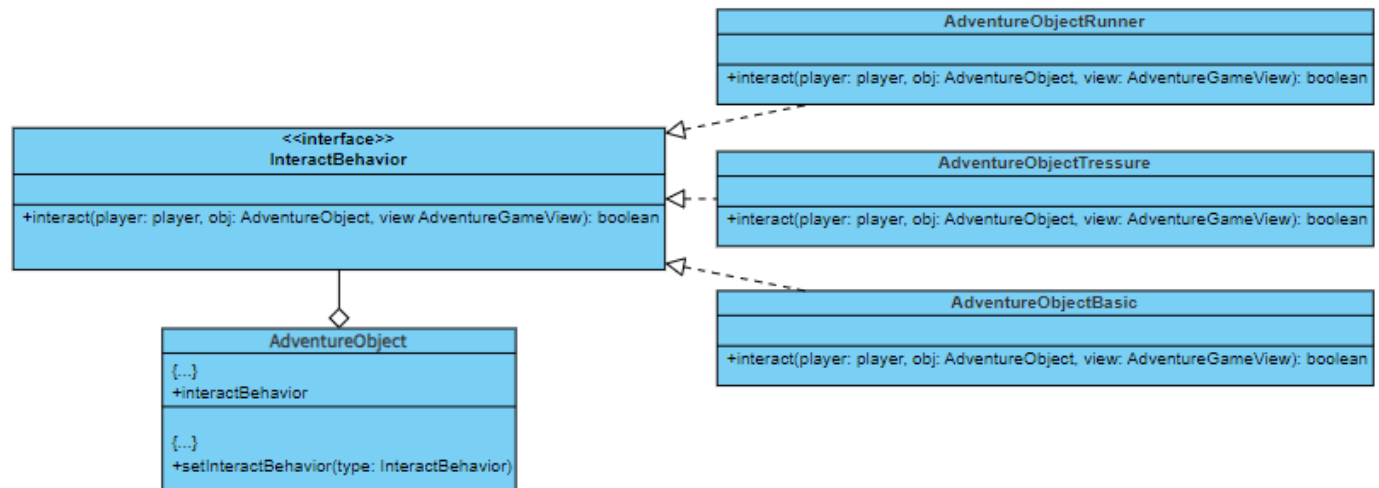 AdventureObjectRunner
+interact(player: player, obj: AdventureObject, view: AdventureGameView): boolean
<<interface>>
InteractBehavior
+interact(player: player, obj: AdventureObject, view AdventureGameView): boolean
AdventureObjectTressure
+interact(player: player, obj: AdventureObject, view: AdventureGameView): boolean
AdventureObjectBasic
+interact(player: player, obj: AdventureObject, view: AdventureGameView): boolean
AdventureObject
{...}
+interactBehavior
{...}
+setInteractBehavior(type: InteractBehavior)